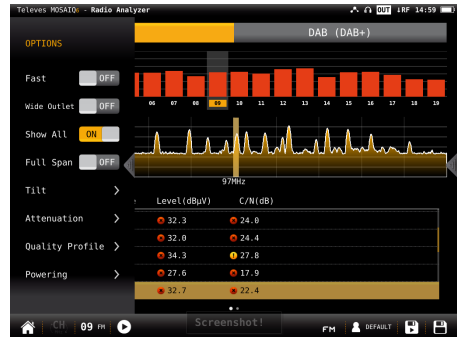 Televes MOSAIQ6 - Radio Analyzer OUT ↓RF 14:59
OPTIONS
DAB (DAB+)
Fast OFF
Wide Outlet OFF
Show All ON
Full Span OFF
Tilt
Attenuation
Quality Profile
Powering
06 07 08 09 10 11 12 13 14 15 16 17 18 19
97MHz
Level(dBµV) C/N(dB)
32.3 24.0
32.0 24.4
34.3 27.8
27.6 17.9
32.7 22.4
Screenshot!
CH 09 FM FM DEFAULT